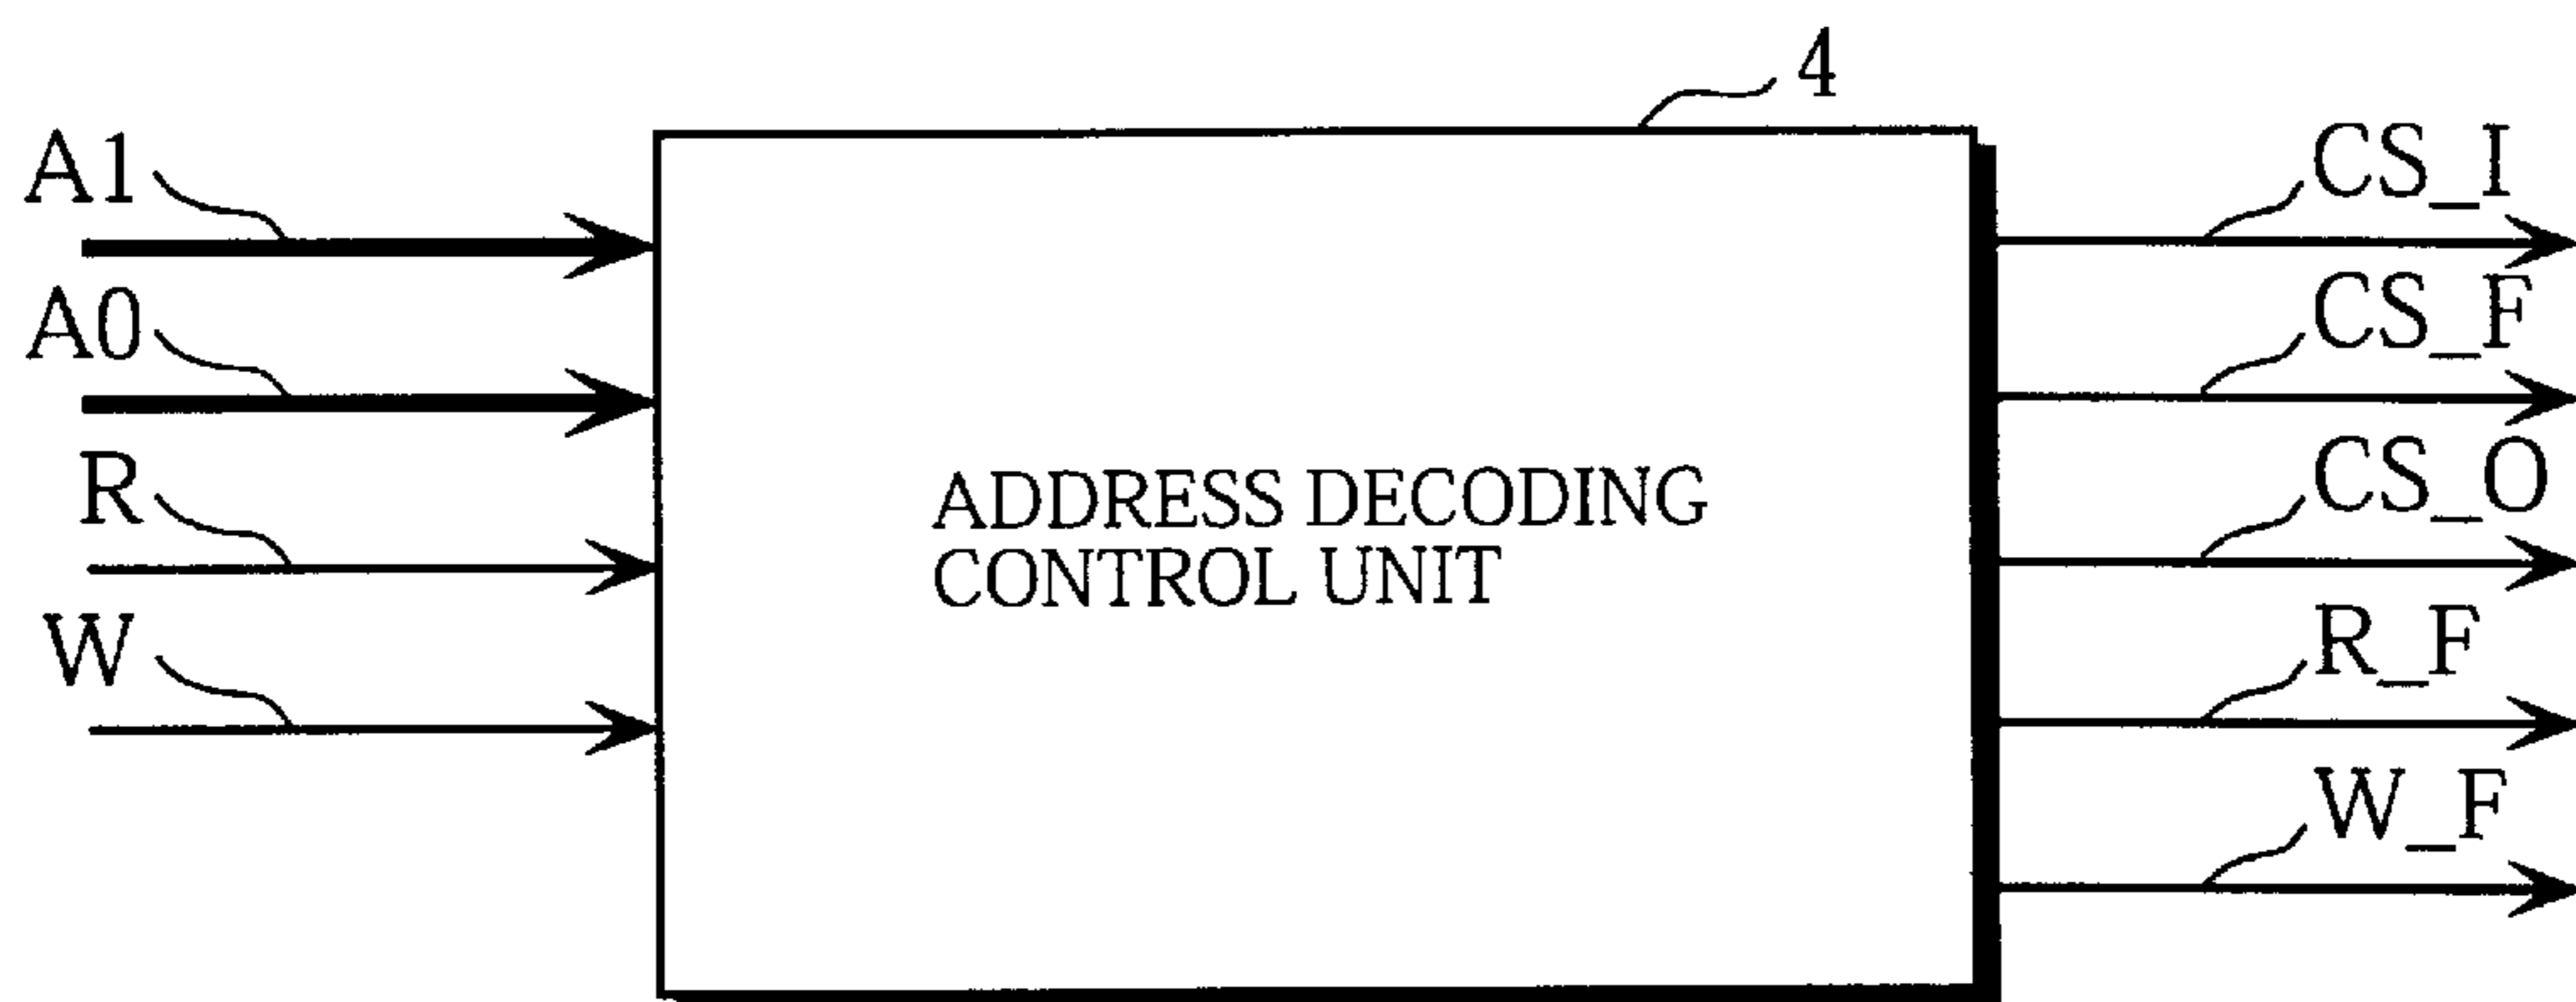 4
A1
A0
R
W
ADDRESS DECODING
CONTROL UNIT
CS_I
CS_F
CS_O
R_F
W_F